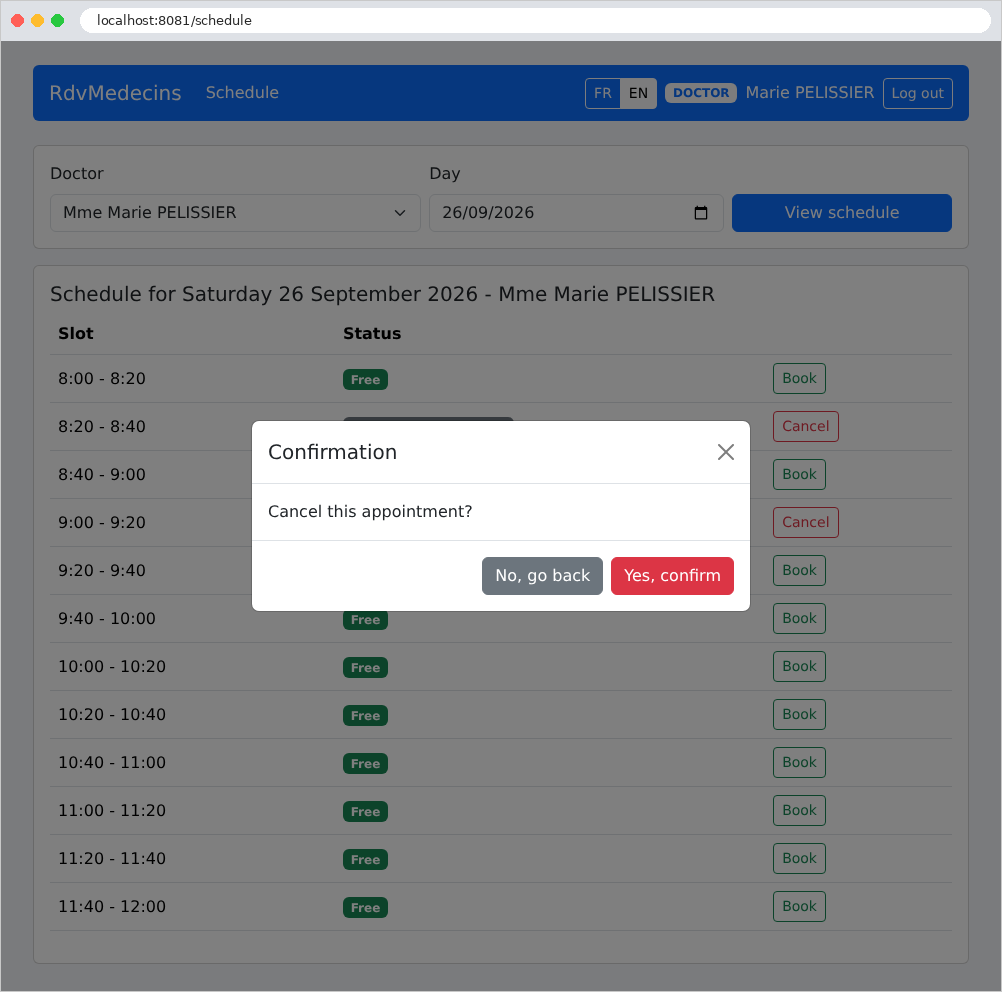 localhost:8081/schedule
RdvMedecins Schedule FR EN DOCTOR Marie PELISSIER Log out
Doctor Day
Mme Marie PELISSIER 26/09/2026 View schedule
Schedule for Saturday 26 September 2026 - Mme Marie PELISSIER
Slot Status
8:00 - 8:20 Free Book
8:20 - 8:40 Cancel
Confirmation
8:40 - 9:00 Book
Cancel this appointment?
9:00 - 9:20 Cancel
9:20 - 9:40 Book
No, go back Yes, confirm
9:40 - 10:00 Free Book
10:00 - 10:20 Free Book
10:20 - 10:40 Free Book
10:40 - 11:00 Free Book
11:00 - 11:20 Free Book
11:20 - 11:40 Free Book
11:40 - 12:00 Free Book